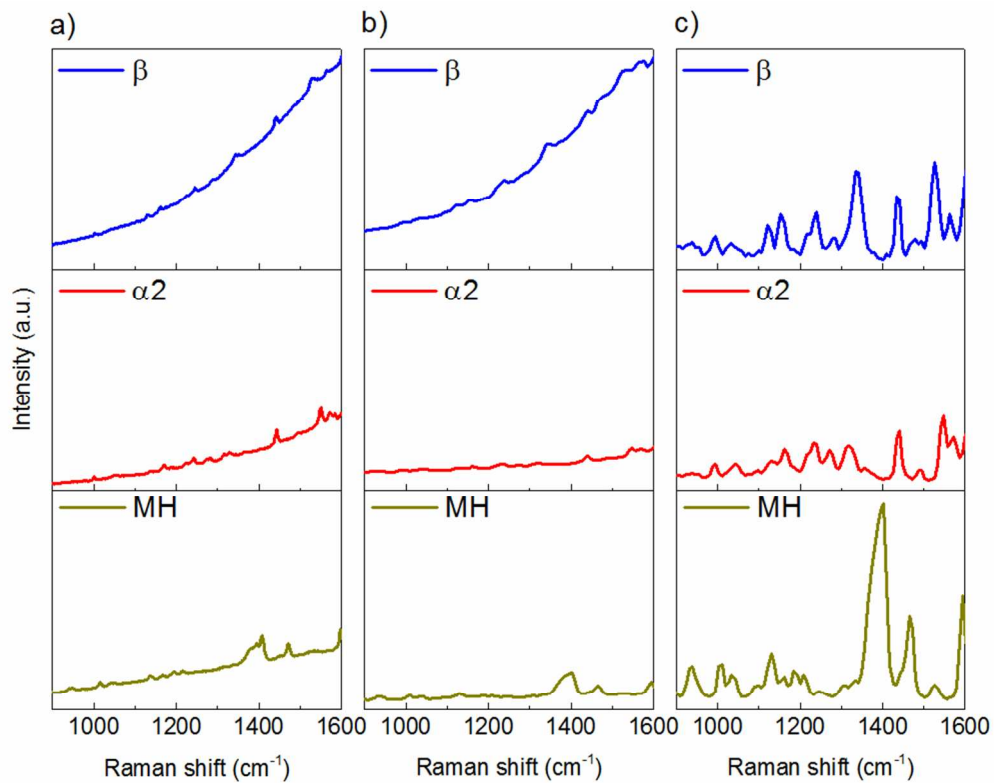 a) b) c)
β β β
α2 α2 α2
MH MH MH
Intensity (a.u.)
1000 1200 1400 1600 1000 1200 1400 1600 1000 1200 1400 1600
Raman shift (cm⁻¹) Raman shift (cm⁻¹) Raman shift (cm⁻¹)